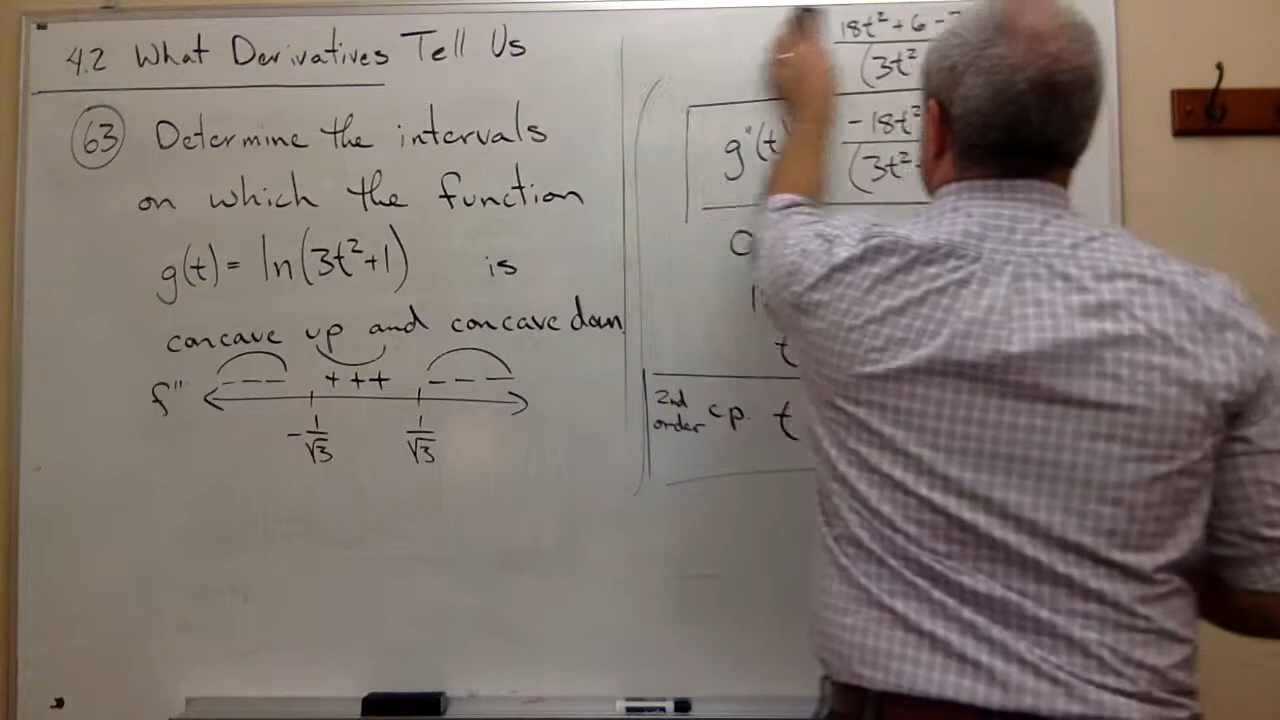 4.2 What Derivatives Tell Us
63 Determine the intervals
on which the function
g(t) = ln(3t²+1) is
concave up and concave down
f" --- +++ ---
-1/√3 1/√3
18t² + 6 -
(3t²
g"(t) -18t²
(3t²
t
2nd order c.p. t